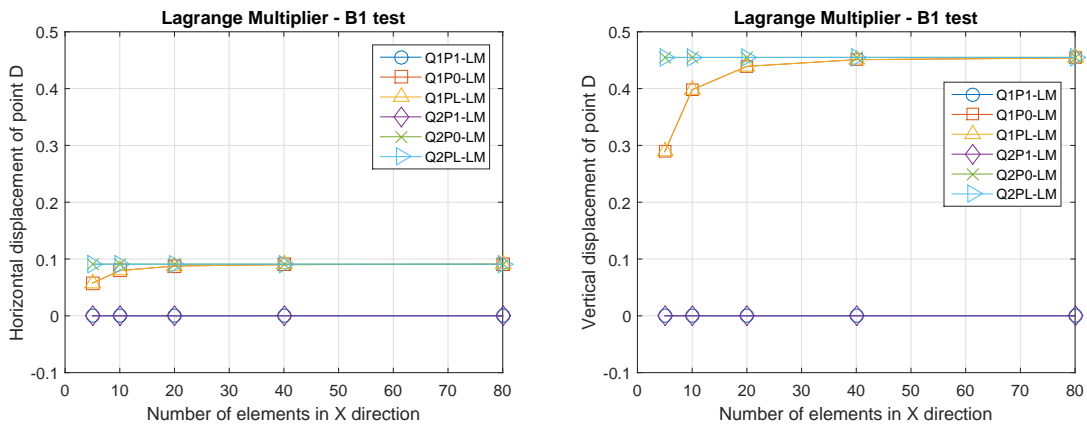 Lagrange Multiplier - B1 test
Horizontal displacement of point D
0.5
0.4
0.3
0.2
0.1
0
-0.1
0 10 20 30 40 50 60 70 80
Number of elements in X direction
Q1P1-LM
Q1P0-LM
Q1PL-LM
Q2P1-LM
Q2P0-LM
Q2PL-LM
Lagrange Multiplier - B1 test
Vertical displacement of point D
0.5
0.4
0.3
0.2
0.1
0
-0.1
0 10 20 30 40 50 60 70 80
Number of elements in X direction
Q1P1-LM
Q1P0-LM
Q1PL-LM
Q2P1-LM
Q2P0-LM
Q2PL-LM